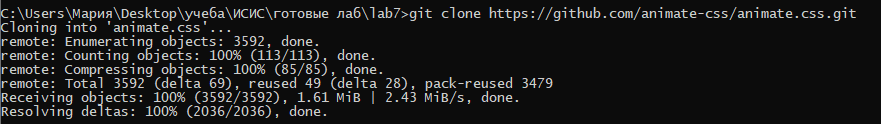 C:\Users\Мария\Desktop\учеба\ИСИС\готовые лаб\lab7>git clone https://github.com/animate-css/animate.css.git
Cloning into 'animate.css'...
remote: Enumerating objects: 3592, done.
remote: Counting objects: 100% (113/113), done.
remote: Compressing objects: 100% (85/85), done.
remote: Total 3592 (delta 69), reused 49 (delta 28), pack-reused 3479
Receiving objects: 100% (3592/3592), 1.61 MiB | 2.43 MiB/s, done.
Resolving deltas: 100% (2036/2036), done.